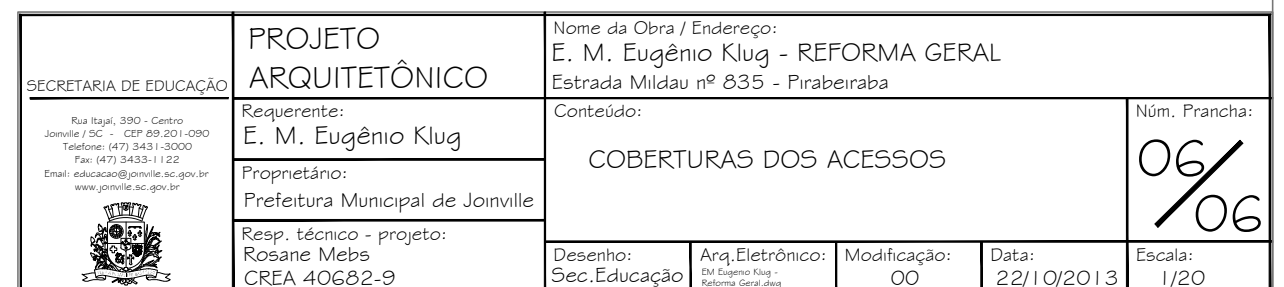 SECRETARIA DE EDUCAÇÃO
Rua Itajaí, 390 - Centro
Joinville / SC - CEP 89.201-090
Telefone: (47) 3431-3000
Fax: (47) 3433-1122
Email: educacao@joinville.sc.gov.br
www.joinville.sc.gov.br
PROJETO
ARQUITETÔNICO
Requerente:
E. M. Eugênio Klug
Proprietário:
Prefeitura Municipal de Joinville
Resp. técnico - projeto:
Rosane Mebs
CREA 40682-9
Nome da Obra / Endereço:
E. M. Eugênio Klug - REFORMA GERAL
Estrada Mildau nº 835 - Pirabeiraba
Conteúdo:
COBERTURAS DOS ACESSOS
Núm. Prancha:
06/06
Desenho:
Sec.Educação
Arq.Eletrônico:
EM Eugenio Klug -
Reforma Geral.dwg
Modificação:
00
Data:
22/10/2013
Escala:
1/20